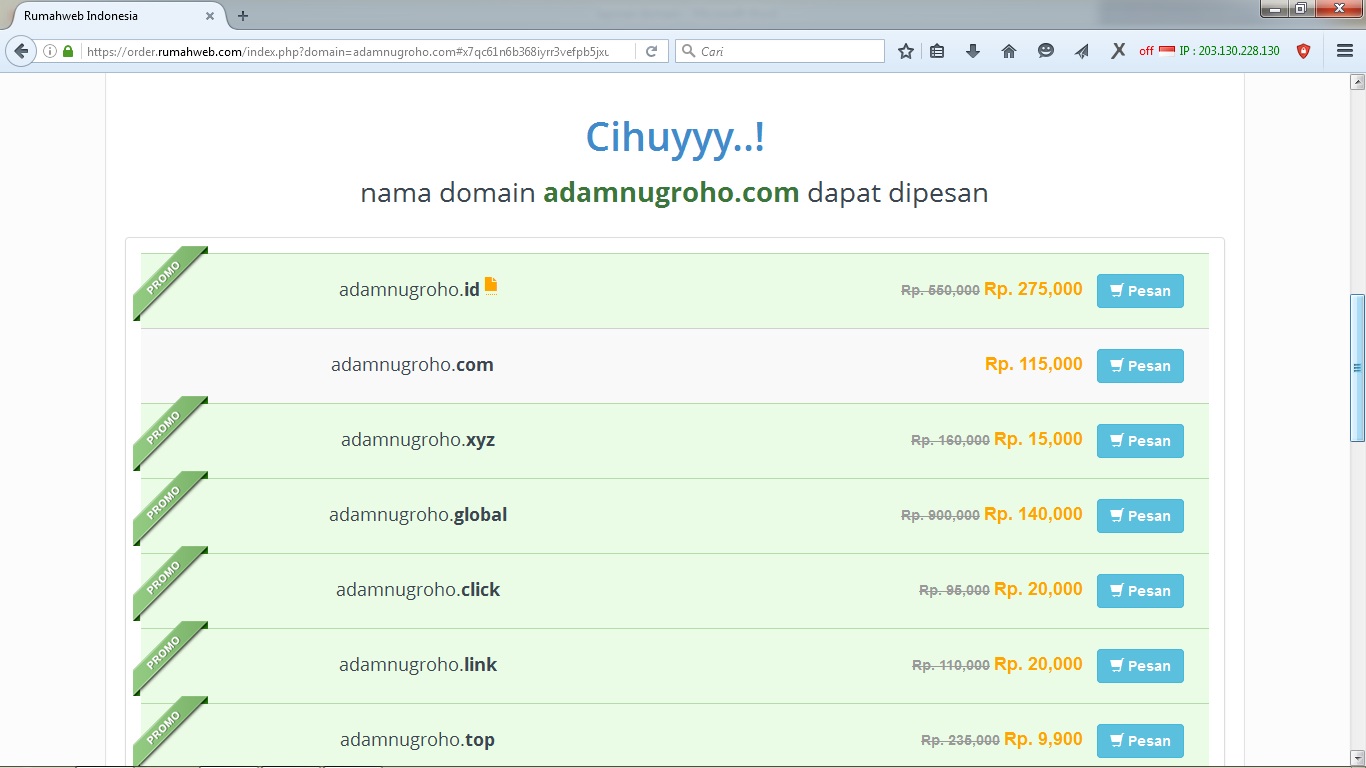 Rumahweb Indonesia
https://order.rumahweb.com/index.php?domain=adamnugroho.com#x7qc61n6b368iyrr3vefpb5jxu
Cari
off IP : 203.130.228.130
Cihuyyy..!
nama domain adamnugroho.com dapat dipesan
PROMO adamnugroho.id Rp. 550,000 Rp. 275,000 Pesan
adamnugroho.com Rp. 115,000 Pesan
PROMO adamnugroho.xyz Rp. 160,000 Rp. 15,000 Pesan
PROMO adamnugroho.global Rp. 900,000 Rp. 140,000 Pesan
PROMO adamnugroho.click Rp. 95,000 Rp. 20,000 Pesan
PROMO adamnugroho.link Rp. 110,000 Rp. 20,000 Pesan
PROMO adamnugroho.top Rp. 235,000 Rp. 9,900 Pesan